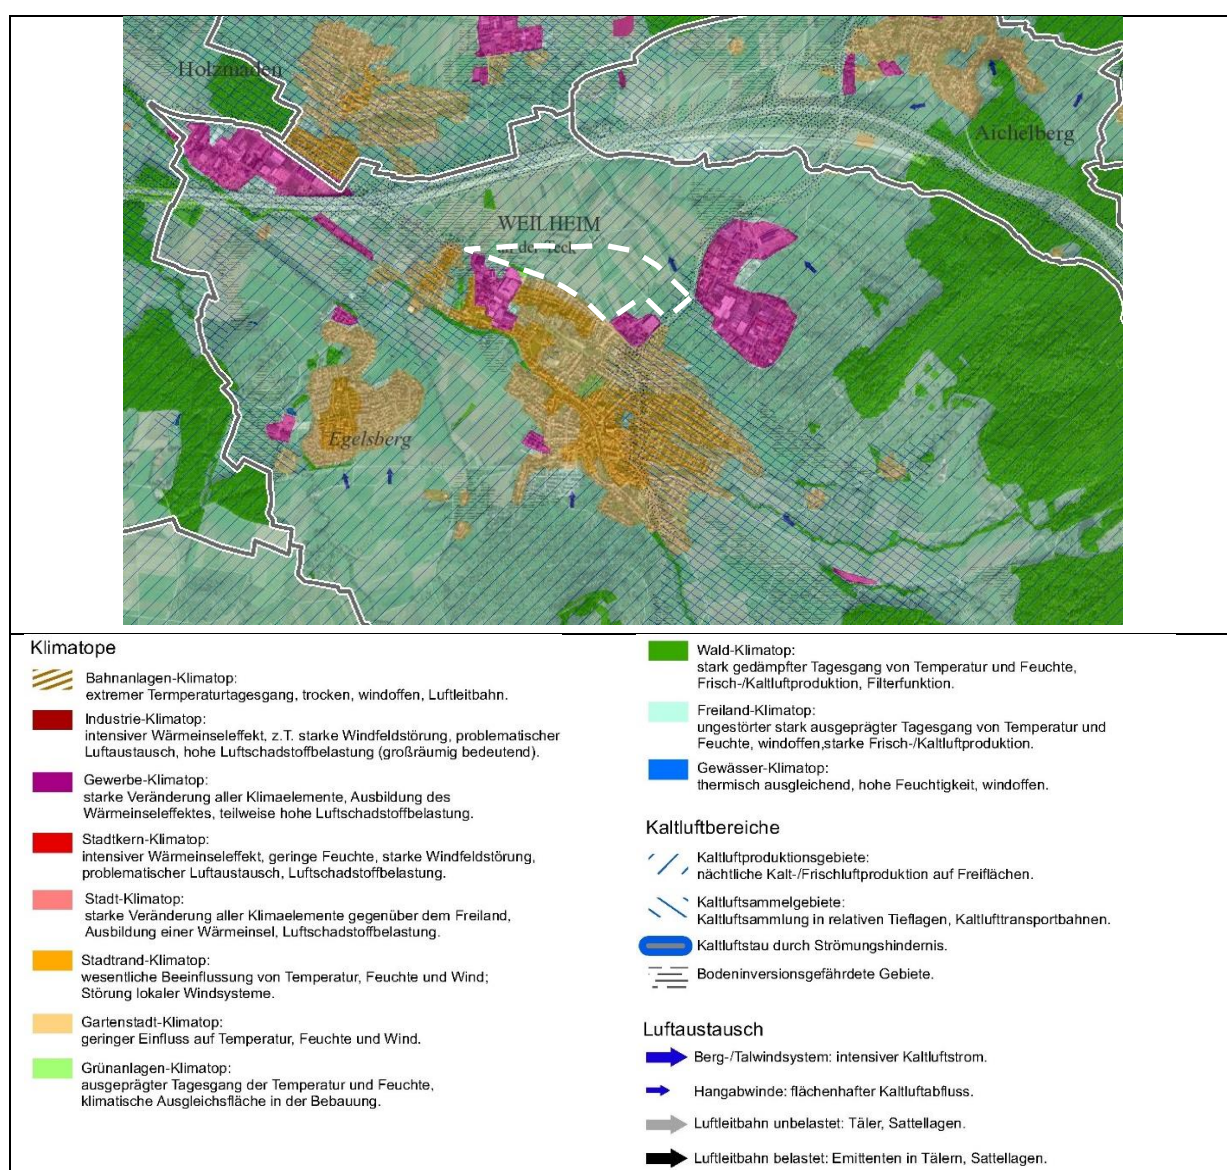 Holzmaden
Aichelberg
WEILHEIM
an der Teck
Egelsberg
Klimatope
Bahnanlagen-Klimatop:
extremer Termperaturtagesgang, trocken, windoffen, Luftleitbahn.
Industrie-Klimatop:
intensiver Wärmeinseleffekt, z.T. starke Windfeldstörung, problematischer
Luftaustausch, hohe Luftschadstoffbelastung (großräumig bedeutend).
Gewerbe-Klimatop:
starke Veränderung aller Klimaelemente, Ausbildung des
Wärmeinseleffektes, teilweise hohe Luftschadstoffbelastung.
Stadtkern-Klimatop:
intensiver Wärmeinseleffekt, geringe Feuchte, starke Windfeldstörung,
problematischer Luftaustausch, Luftschadstoffbelastung.
Stadt-Klimatop:
starke Veränderung aller Klimaelemente gegenüber dem Freiland,
Ausbildung einer Wärmeinsel, Luftschadstoffbelastung.
Stadtrand-Klimatop:
wesentliche Beeinflussung von Temperatur, Feuchte und Wind;
Störung lokaler Windsysteme.
Gartenstadt-Klimatop:
geringer Einfluss auf Temperatur, Feuchte und Wind.
Grünanlagen-Klimatop:
ausgeprägter Tagesgang der Temperatur und Feuchte,
klimatische Ausgleichsfläche in der Bebauung.
Wald-Klimatop:
stark gedämpfter Tagesgang von Temperatur und Feuchte,
Frisch-/Kaltluftproduktion, Filterfunktion.
Freiland-Klimatop:
ungestörter stark ausgeprägter Tagesgang von Temperatur und
Feuchte, windoffen,starke Frisch-/Kaltluftproduktion.
Gewässer-Klimatop:
thermisch ausgleichend, hohe Feuchtigkeit, windoffen.
Kaltluftbereiche
Kaltluftproduktionsgebiete:
nächtliche Kalt-/Frischluftproduktion auf Freiflächen.
Kaltluftsammelgebiete:
Kaltluftsammlung in relativen Tieflagen, Kaltlufttransportbahnen.
Kaltluftstau durch Strömungshindernis.
Bodeninversionsgefährdete Gebiete.
Luftaustausch
Berg-/Talwindsystem: intensiver Kaltluftstrom.
Hangabwinde: flächenhafter Kaltluftabfluss.
Luftleitbahn unbelastet: Täler, Sattellagen.
Luftleitbahn belastet: Emittenten in Tälern, Sattellagen.